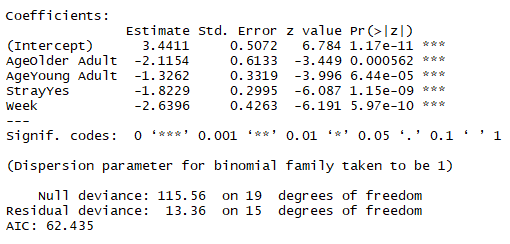 Coefficients:
                  Estimate Std. Error z value Pr(>|z|)
(Intercept)         3.4411     0.5072   6.784 1.17e-11 ***
AgeOlder Adult     -2.1154     0.6133  -3.449 0.000562 ***
AgeYoung Adult     -1.3262     0.3319  -3.996 6.44e-05 ***
StrayYes           -1.8229     0.2995  -6.087 1.15e-09 ***
Week               -2.6396     0.4263  -6.191 5.97e-10 ***
---
Signif. codes:  0 ‘***’ 0.001 ‘**’ 0.01 ‘*’ 0.05 ‘.’ 0.1 ‘ ’ 1
(Dispersion parameter for binomial family taken to be 1)
    Null deviance: 115.56  on 19  degrees of freedom
Residual deviance:  13.36  on 15  degrees of freedom
AIC: 62.435